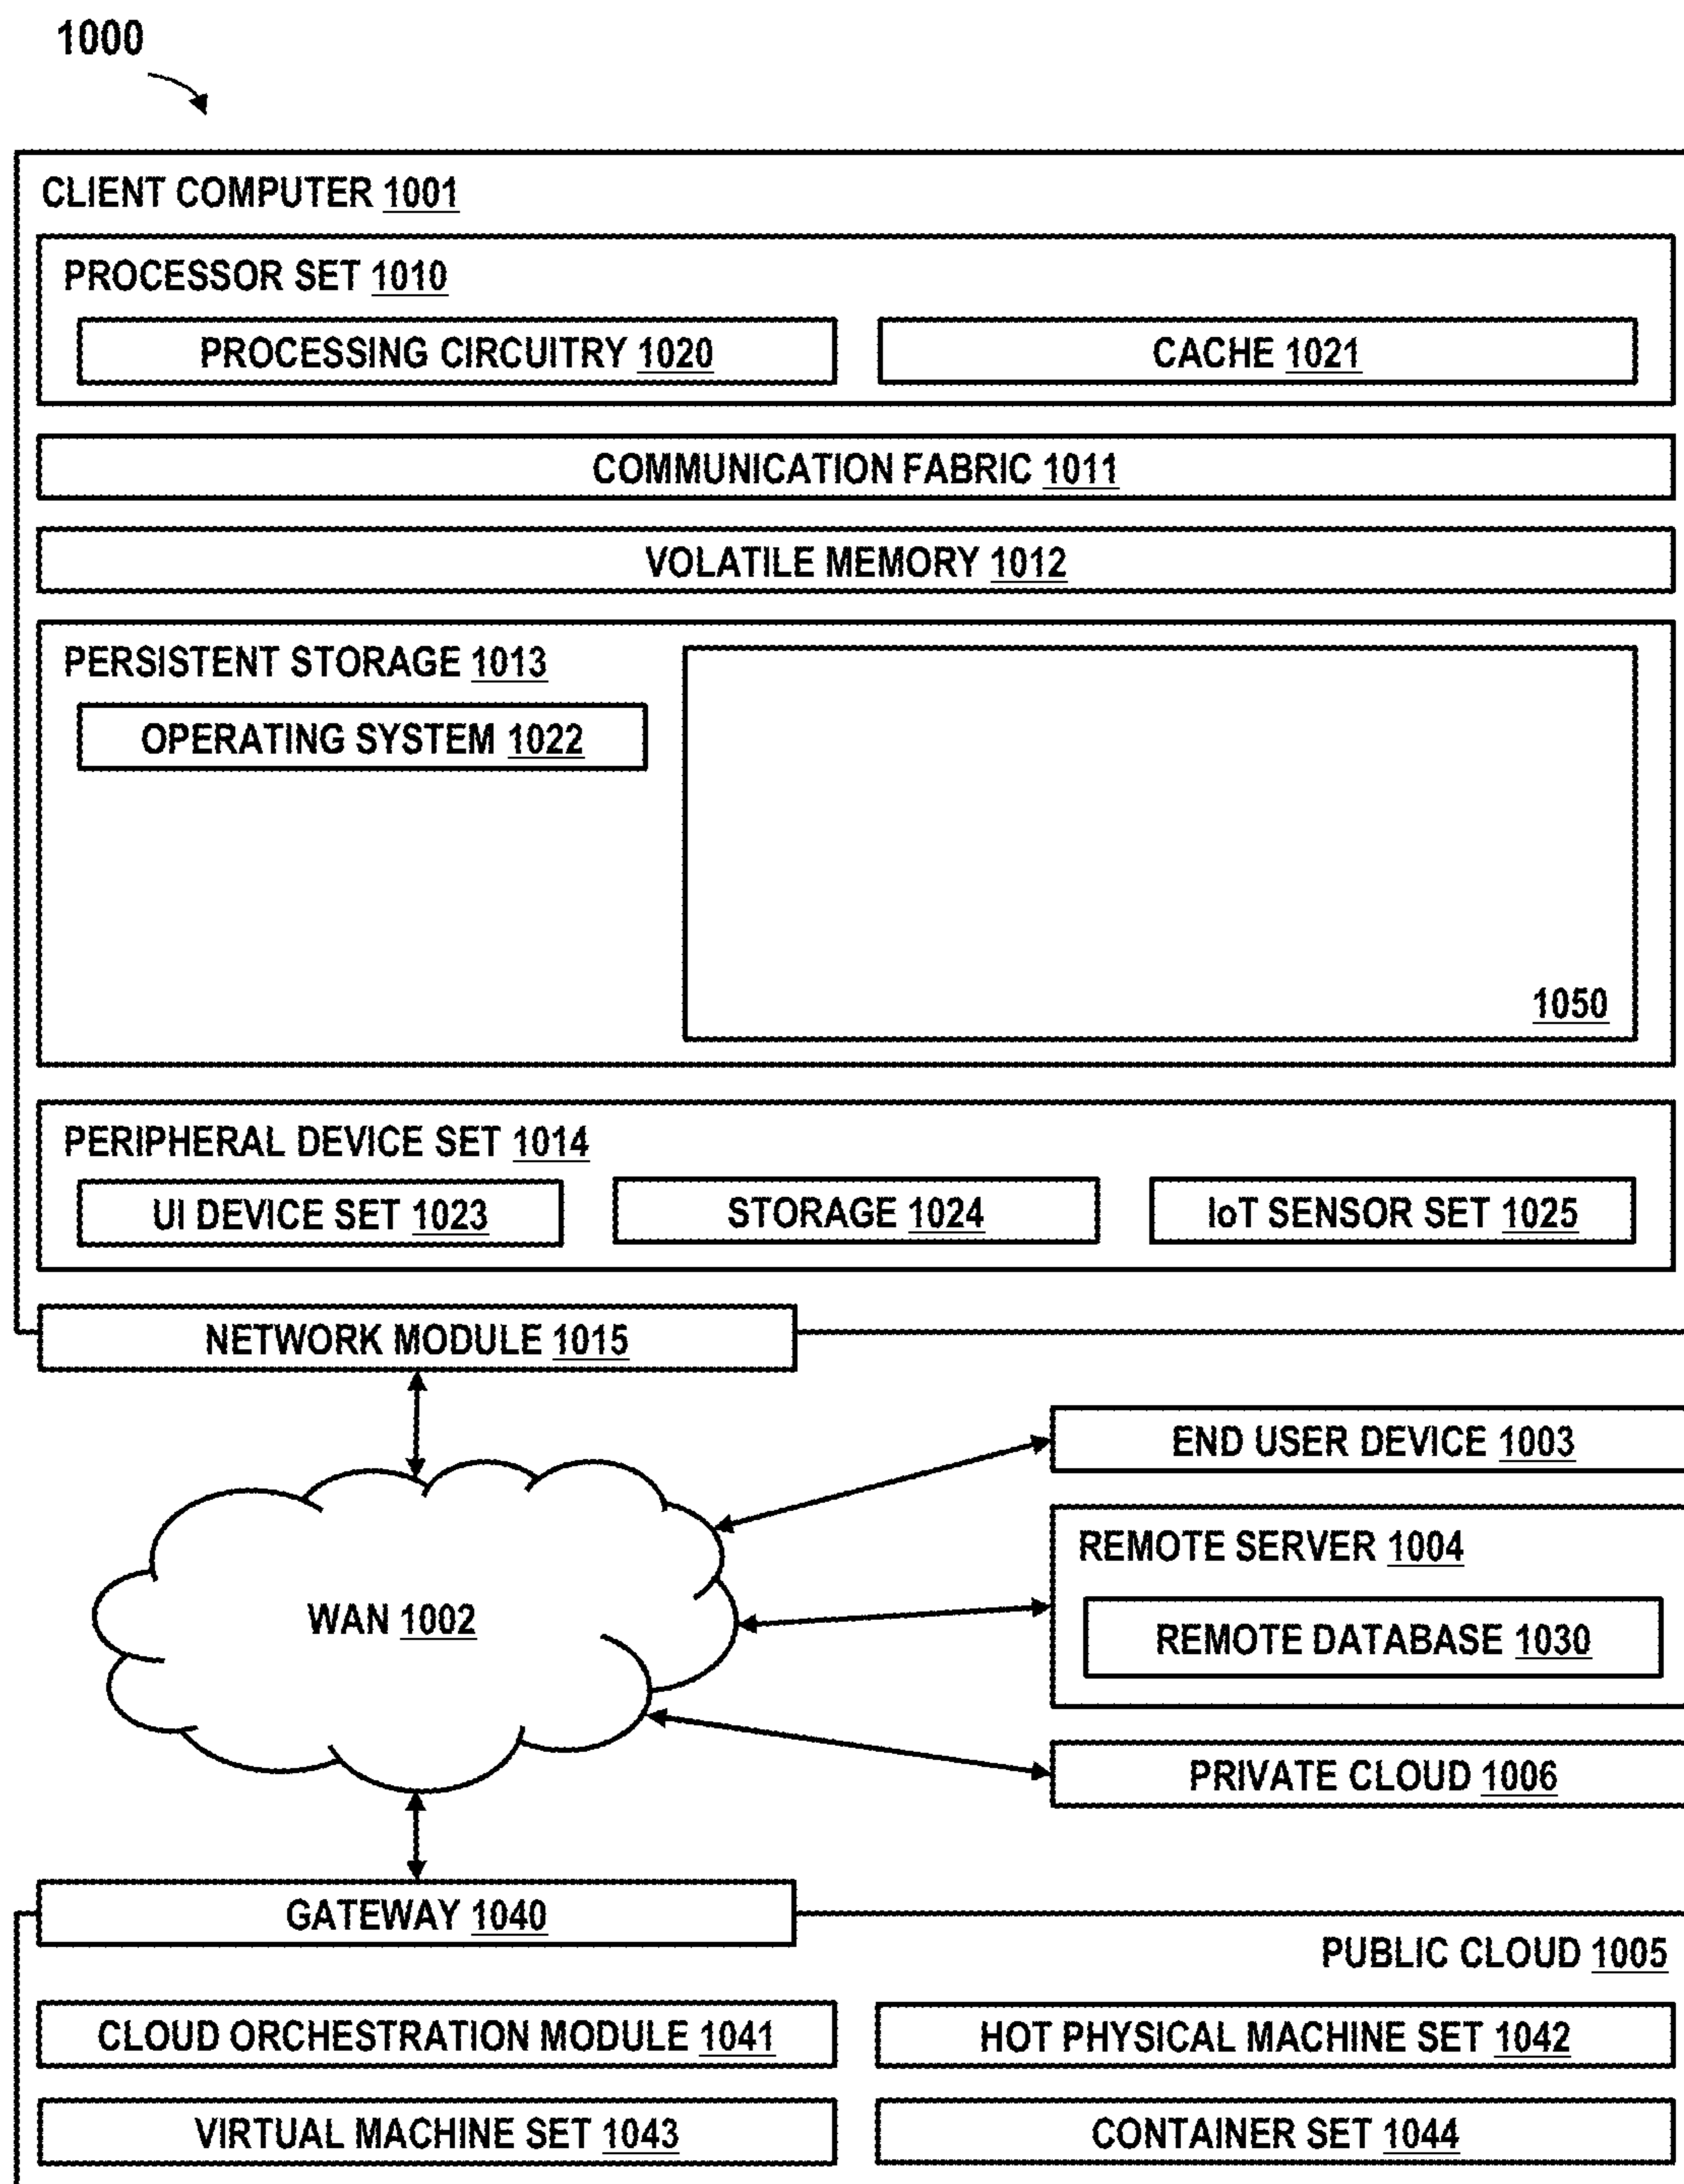 1000
CLIENT COMPUTER 1001
PROCESSOR SET 1010
PROCESSING CIRCUITRY 1020
CACHE 1021
COMMUNICATION FABRIC 1011
VOLATILE MEMORY 1012
PERSISTENT STORAGE 1013
OPERATING SYSTEM 1022
1050
PERIPHERAL DEVICE SET 1014
UI DEVICE SET 1023
STORAGE 1024
IoT SENSOR SET 1025
NETWORK MODULE 1015
END USER DEVICE 1003
REMOTE SERVER 1004
WAN 1002
REMOTE DATABASE 1030
PRIVATE CLOUD 1006
GATEWAY 1040
PUBLIC CLOUD 1005
CLOUD ORCHESTRATION MODULE 1041
HOT PHYSICAL MACHINE SET 1042
VIRTUAL MACHINE SET 1043
CONTAINER SET 1044